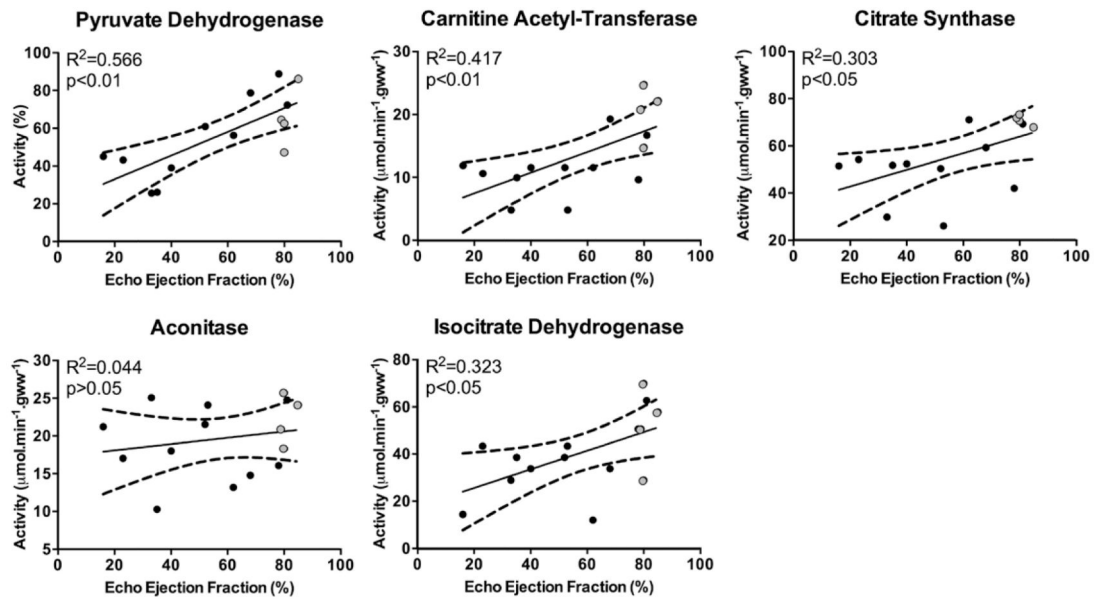 Pyruvate Dehydrogenase
R²=0.566
p<0.01
Activity (%)
100
80
60
40
20
0
0 20 40 60 80 100
Echo Ejection Fraction (%)
Carnitine Acetyl-Transferase
R²=0.417
p<0.01
Activity (µmol.min⁻¹.gww⁻¹)
30
20
10
0
0 20 40 60 80 100
Echo Ejection Fraction (%)
Citrate Synthase
R²=0.303
p<0.05
Activity (µmol.min⁻¹.gww⁻¹)
100
80
60
40
20
0 20 40 60 80 100
Echo Ejection Fraction (%)
Aconitase
R²=0.044
p>0.05
Activity (µmol.min⁻¹.gww⁻¹)
30
25
20
15
10
5
0 20 40 60 80 100
Echo Ejection Fraction (%)
Isocitrate Dehydrogenase
R²=0.323
p<0.05
Activity (µmol.min⁻¹.gww⁻¹)
80
60
40
20
0
0 20 40 60 80 100
Echo Ejection Fraction (%)